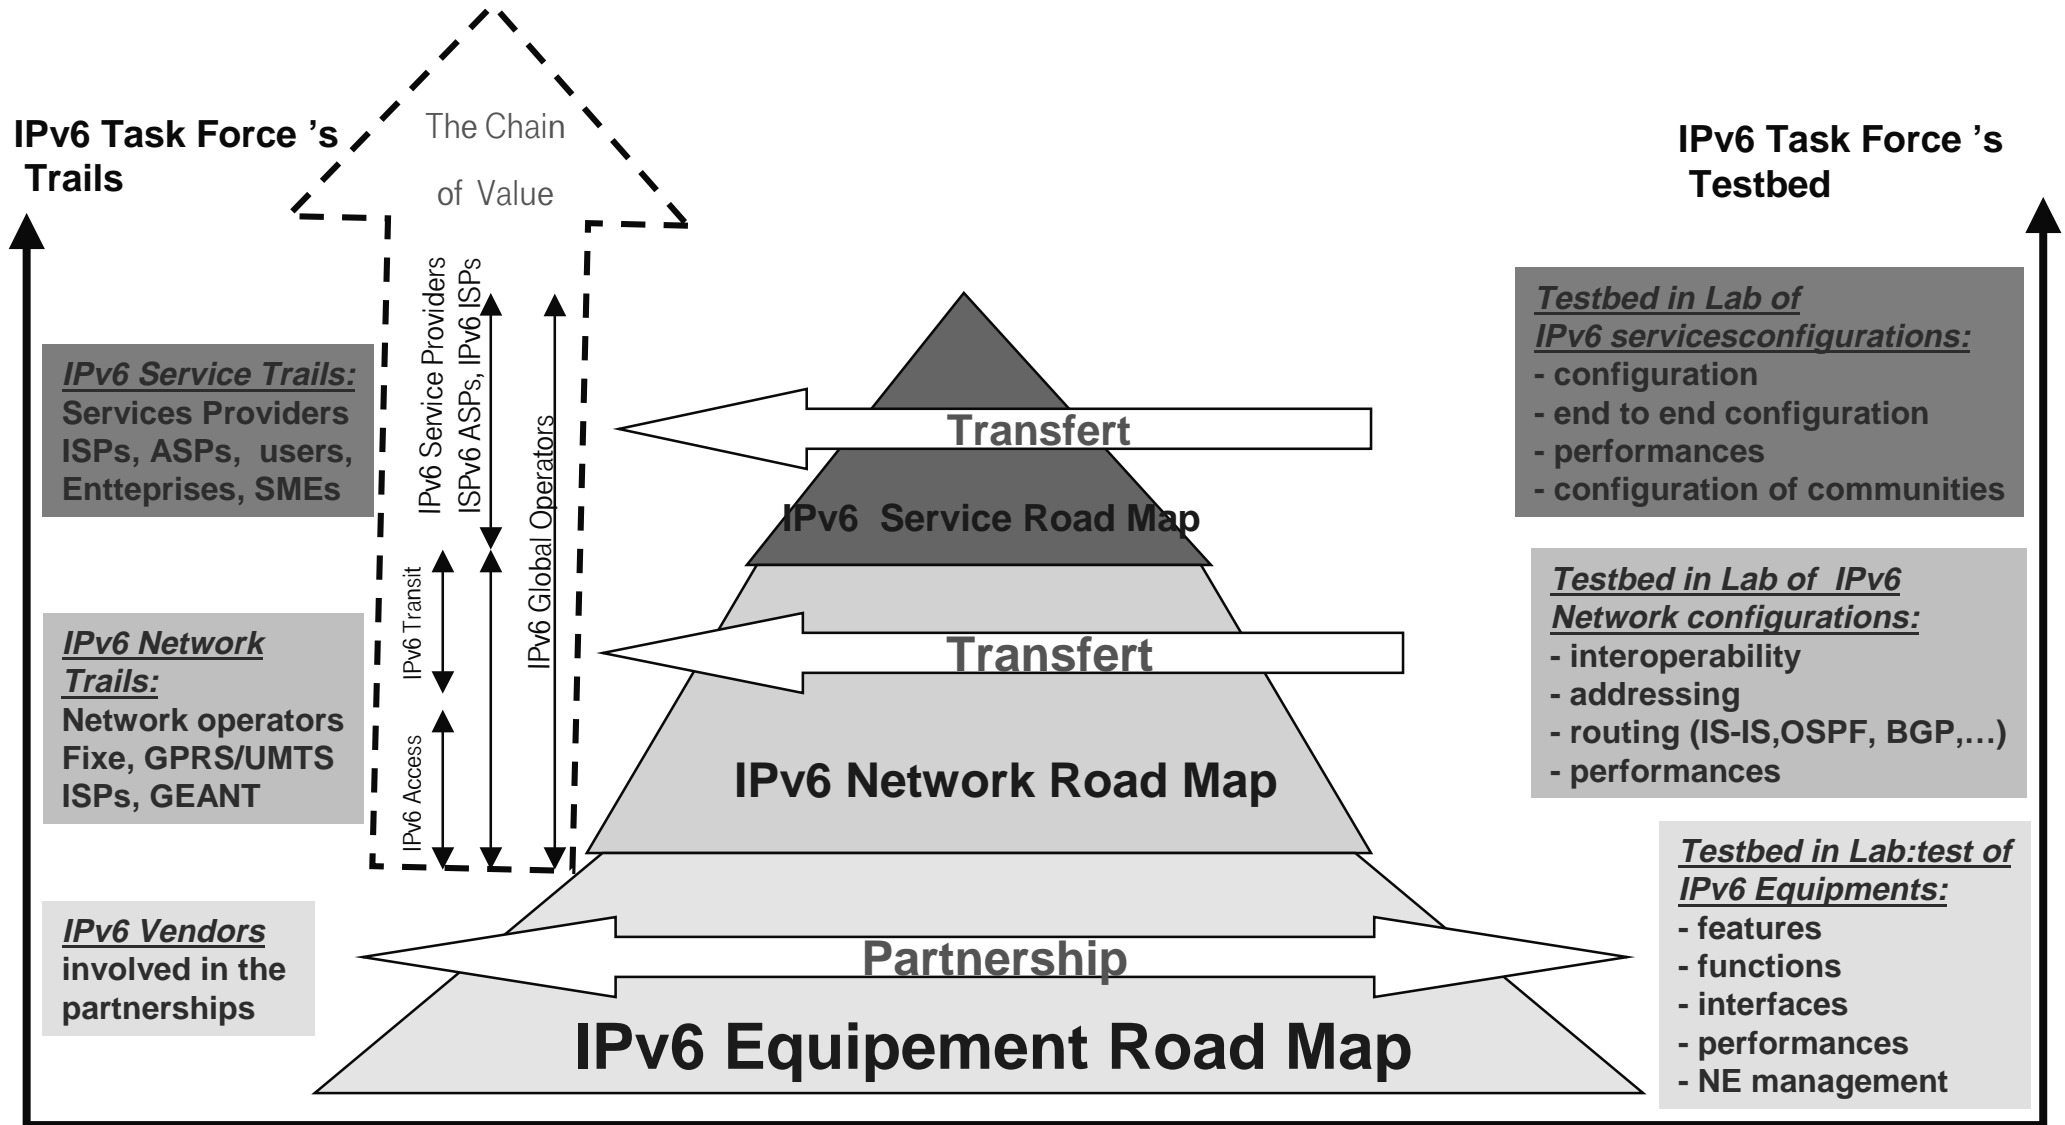 IPv6 Task Force ’s
Trails
The Chain
of Value
IPv6 Task Force ’s
Testbed
IPv6 Service Trails:
Services Providers
ISPs, ASPs, users,
Entteprises, SMEs
IPv6 Network
Trails:
Network operators
Fixe, GPRS/UMTS
ISPs, GEANT
IPv6 Vendors
involved in the
partnerships
IPv6 Service Providers
ISPv6 ASPs, IPv6 ISPs
IPv6 Global Operators
IPv6 Transit
IPv6 Access
Transfert
IPv6 Service Road Map
Transfert
IPv6 Network Road Map
Partnership
IPv6 Equipement Road Map
Testbed in Lab of
IPv6 servicesconfigurations:
- configuration
- end to end configuration
- performances
- configuration of communities
Testbed in Lab of IPv6
Network configurations:
- interoperability
- addressing
- routing (IS-IS,OSPF, BGP,…)
- performances
Testbed in Lab:test of
IPv6 Equipments:
- features
- functions
- interfaces
- performances
- NE management